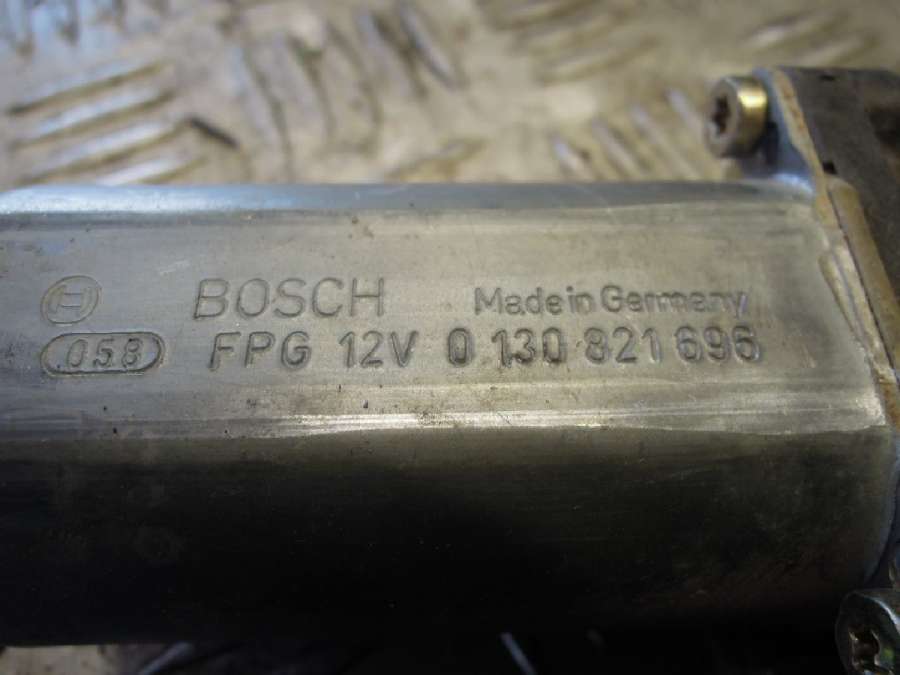 BOSCH Made in Germany
.058 FPG 12V 0 130 821 696